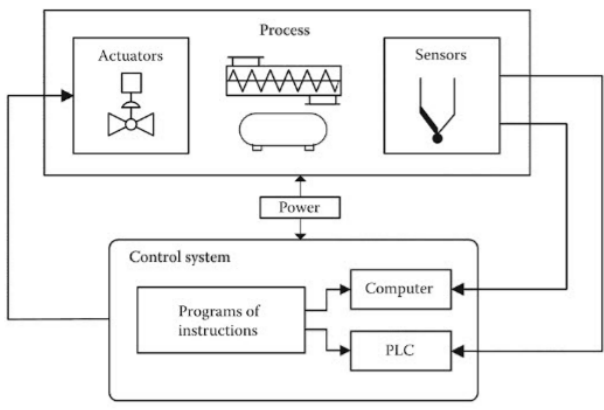 Process
Actuators
Sensors
Power
Control system
Programs of
instructions
Computer
PLC